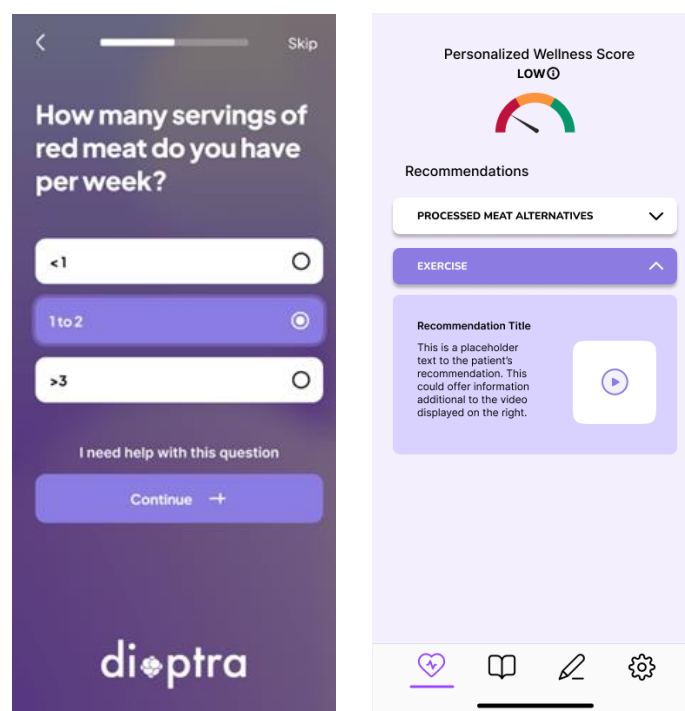 Skip
How many servings of
red meat do you have
per week?
<1
1 to 2
>3
I need help with this question
Continue
dioptra
Personalized Wellness Score
LOW
Recommendations
PROCESSED MEAT ALTERNATIVES
EXERCISE
Recommendation Title
This is a placeholder
text to the patient's
recommendation. This
could offer information
additional to the video
displayed on the right.